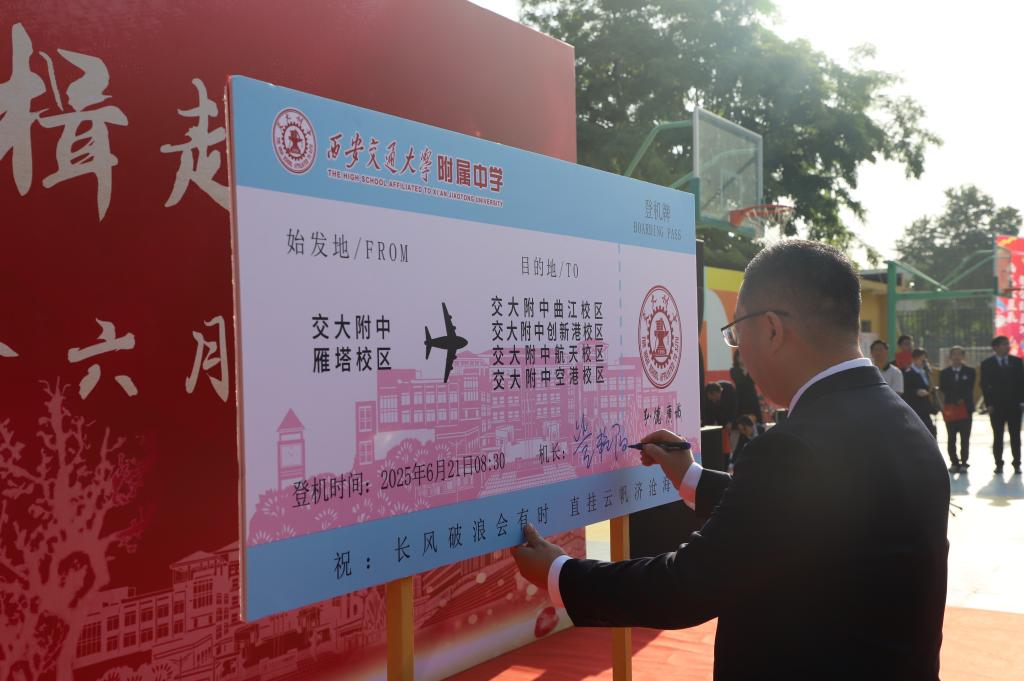 楫 走
六月
西安交通大学 附属中学
THE HIGH SCHOOL AFFILIATED TO XI'AN JIAOTONG UNIVERSITY
登机牌
BOARDING PASS
始发地/FROM
目的地/TO
交大附中
雁塔校区
交大附中曲江校区
交大附中创新港校区
交大附中航天校区
交大附中空港校区
登机时间：2025年6月21日08:30
机长：
祝：长风破浪会有时 直挂云帆济沧海